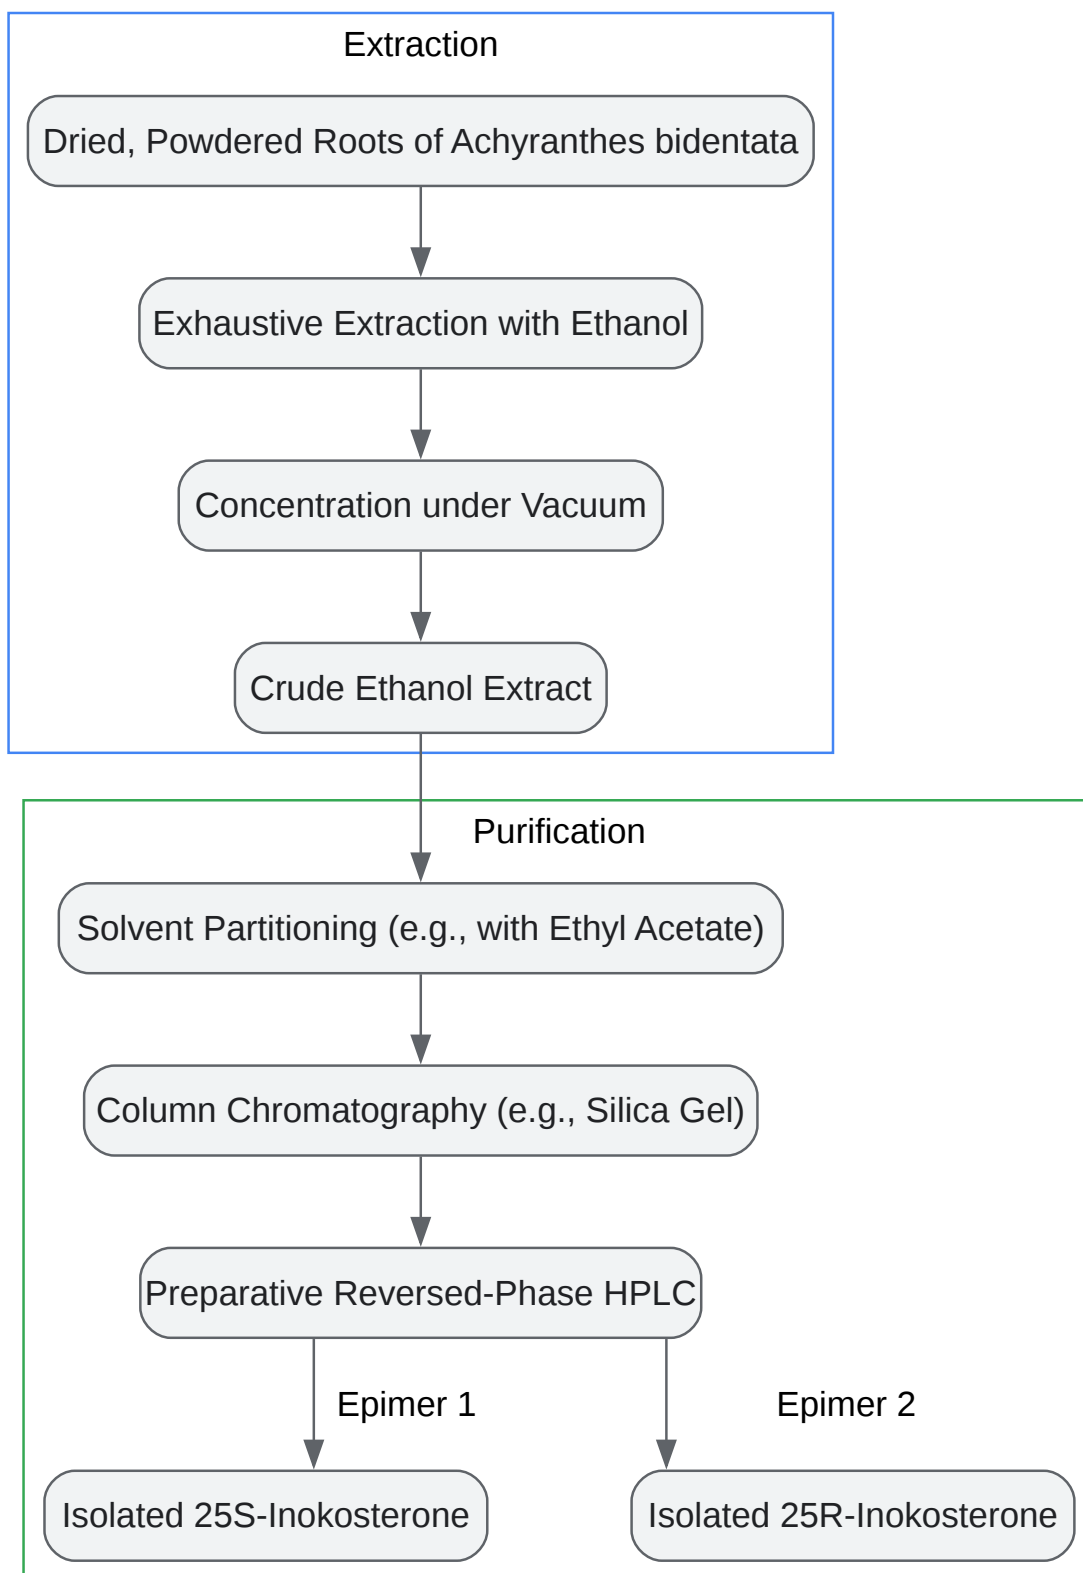 Extraction
Dried, Powdered Roots of Achyranthes bidentata
Exhaustive Extraction with Ethanol
Concentration under Vacuum
Crude Ethanol Extract
Purification
Solvent Partitioning (e.g., with Ethyl Acetate)
Column Chromatography (e.g., Silica Gel)
Preparative Reversed-Phase HPLC
Epimer 1
Epimer 2
Isolated 25S-Inokosterone
Isolated 25R-Inokosterone